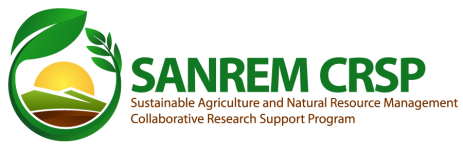 SANREM CRSP
Sustainable Agriculture and Natural Resource Management
Collaborative Research Support Program